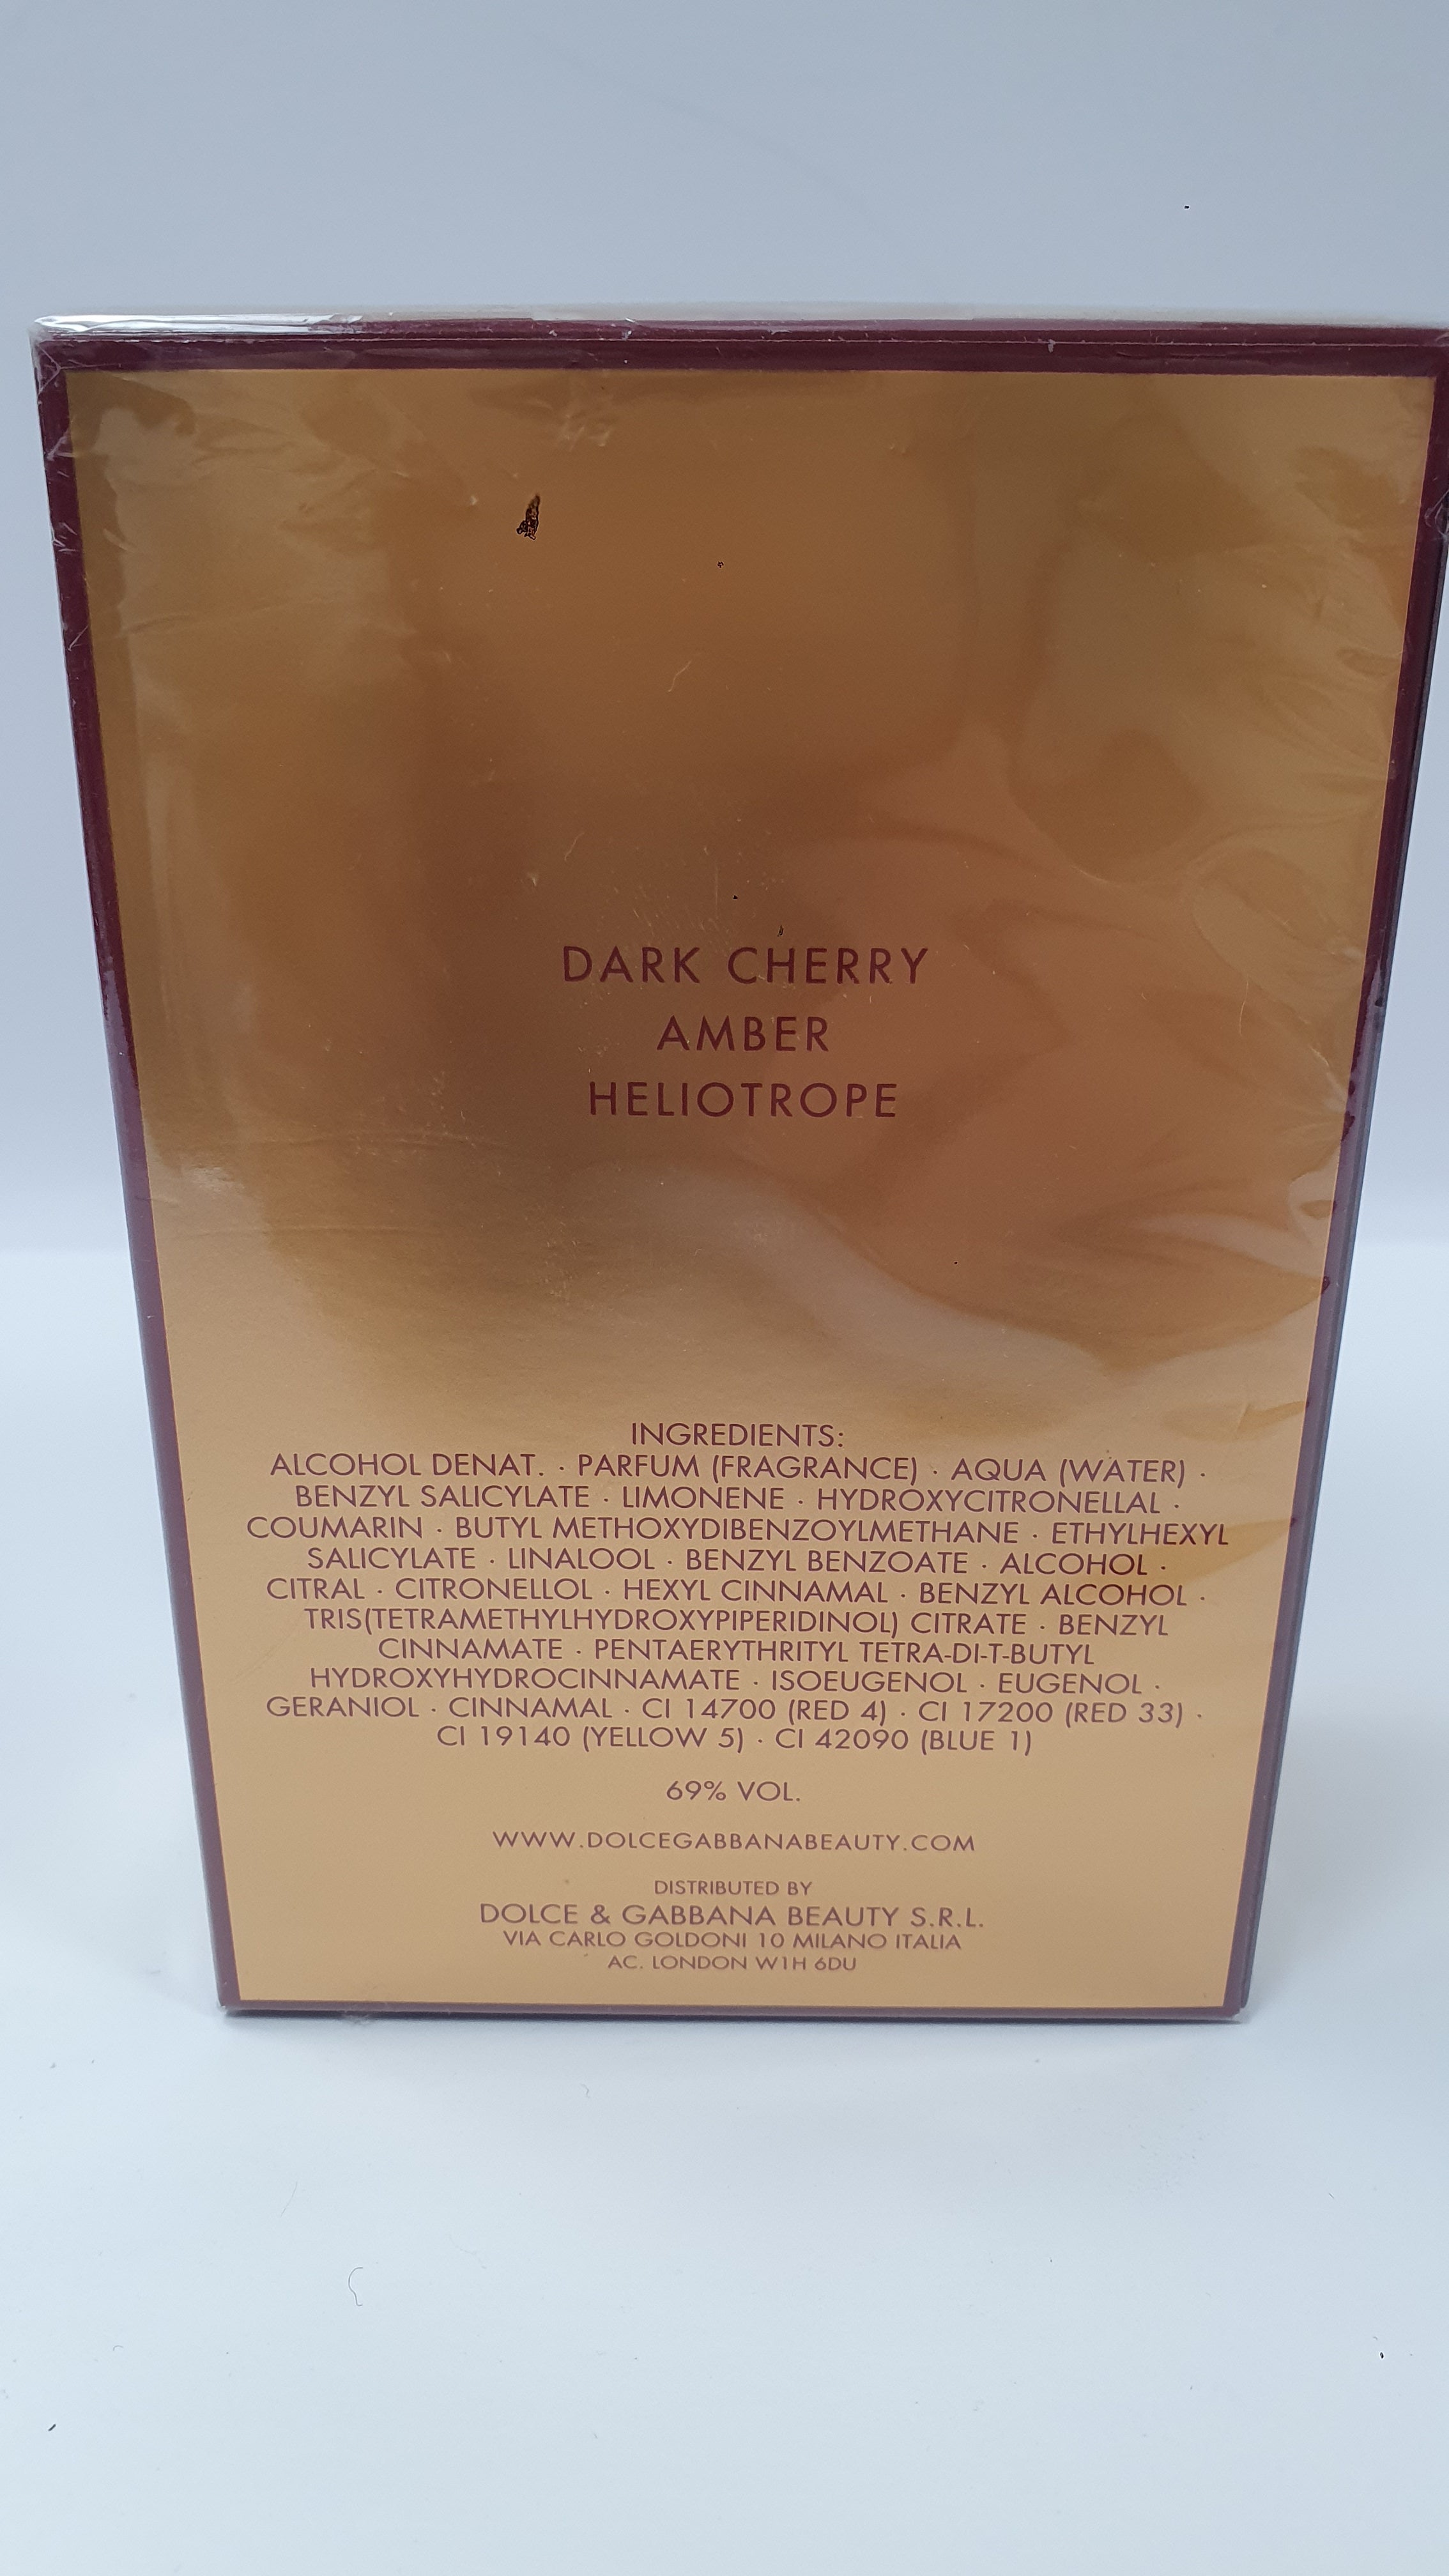 DARK CHERRY
AMBER
HELIOTROPE
INGREDIENTS:
ALCOHOL DENAT. · PARFUM (FRAGRANCE) · AQUA (WATER) ·
BENZYL SALICYLATE · LIMONENE · HYDROXYCITRONELLAL ·
COUMARIN · BUTYL METHOXYDIBENZOYLMETHANE · ETHYLHEXYL
SALICYLATE · LINALOOL · BENZYL BENZOATE · ALCOHOL ·
CITRAL · CITRONELLOL · HEXYL CINNAMAL · BENZYL ALCOHOL ·
TRIS(TETRAMETHYLHYDROXYPIPERIDINOL) CITRATE · BENZYL
CINNAMATE · PENTAERYTHRITYL TETRA-DI-T-BUTYL
HYDROXYHYDROCINNAMATE · ISOEUGENOL · EUGENOL ·
GERANIOL · CINNAMAL · CI 14700 (RED 4) · CI 17200 (RED 33) ·
CI 19140 (YELLOW 5) · CI 42090 (BLUE 1)
69% VOL.
WWW.DOLCEGABBANABEAUTY.COM
DISTRIBUTED BY
DOLCE & GABBANA BEAUTY S.R.L.
VIA CARLO GOLDONI 10 MILANO ITALIA
AC. LONDON W1H 6DU